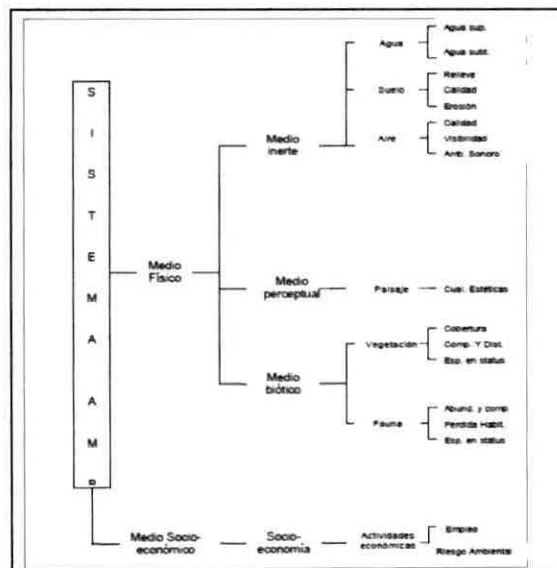 S
I
S
T
E
M
A
A
M
B
Medio
Físico
Medio
inerte
Agua
Agua sup.
Agua subt.
Suelo
Relieve
Calidad
Erosión
Aire
Calidad
Visibilidad
Amb. Sonoro
Medio
perceptual
Paisaje
Cual. Estéticas
Medio
biótico
Vegetación
Cobertura
Comp. Y Dist.
Esp. en status
Fauna
Abund. y comp
Perdida Habit.
Esp. en status
Medio Socio-
económico
Socio-
economía
Actividades
económicas
Empleo
Riesgo Ambiental